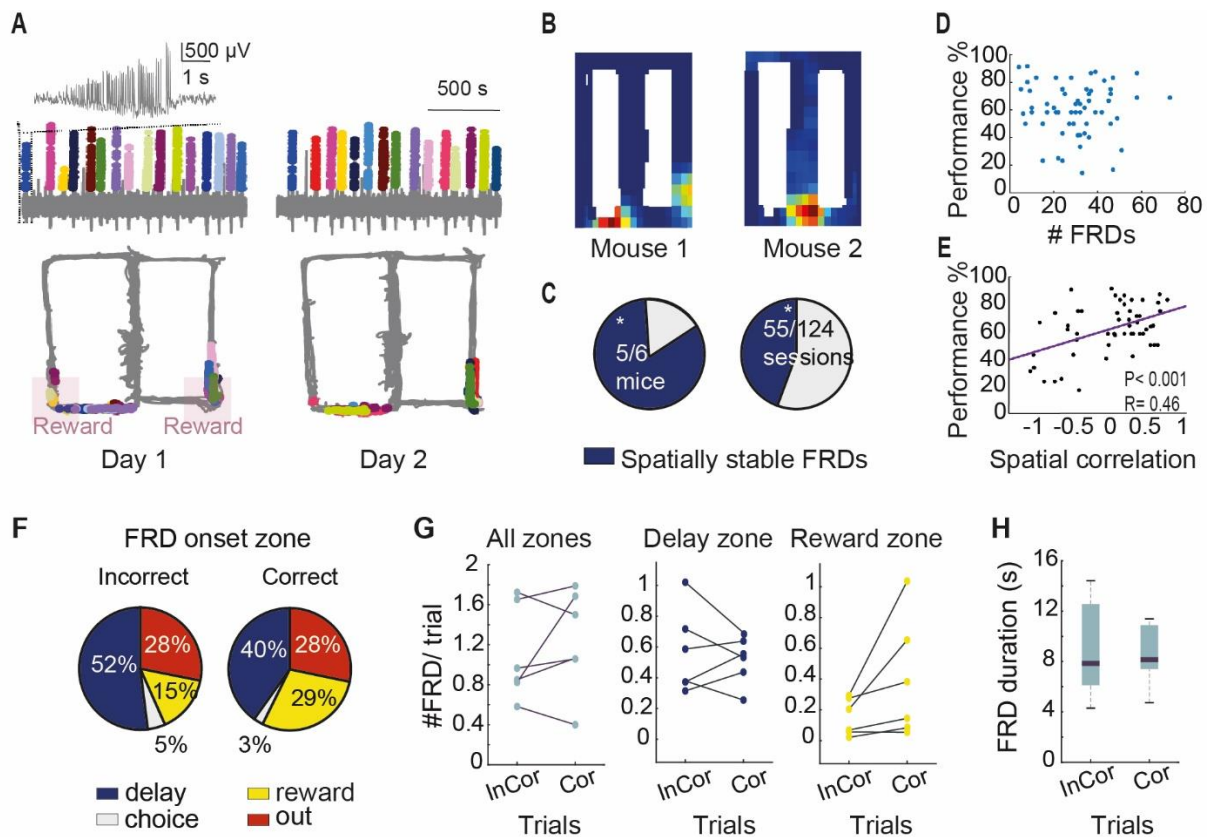 A
500 µV
1 s
500 s
Reward
Reward
Day 1
Day 2
B
Mouse 1
Mouse 2
C
*
5/6
mice
*
55/124
sessions
Spatially stable FRDs
D
Performance %
100
80
60
40
20
0
20
40
60
80
# FRDs
E
Performance %
100
80
60
40
20
0
P< 0.001
R= 0.46
-1
-0.5
0
0.5
1
Spatial correlation
F
FRD onset zone
Incorrect
Correct
52%
28%
15%
5%
40%
28%
29%
3%
delay
choice
reward
out
G
All zones
Delay zone
Reward zone
#FRD/ trial
2
1.6
1.2
0.8
0.4
0
InCor
Cor
Trials
1
0.8
0.6
0.4
0.2
0
InCor
Cor
Trials
1
0.8
0.6
0.4
0.2
0
InCor
Cor
Trials
H
FRD duration (s)
16
12
8
4
0
InCor
Cor
Trials